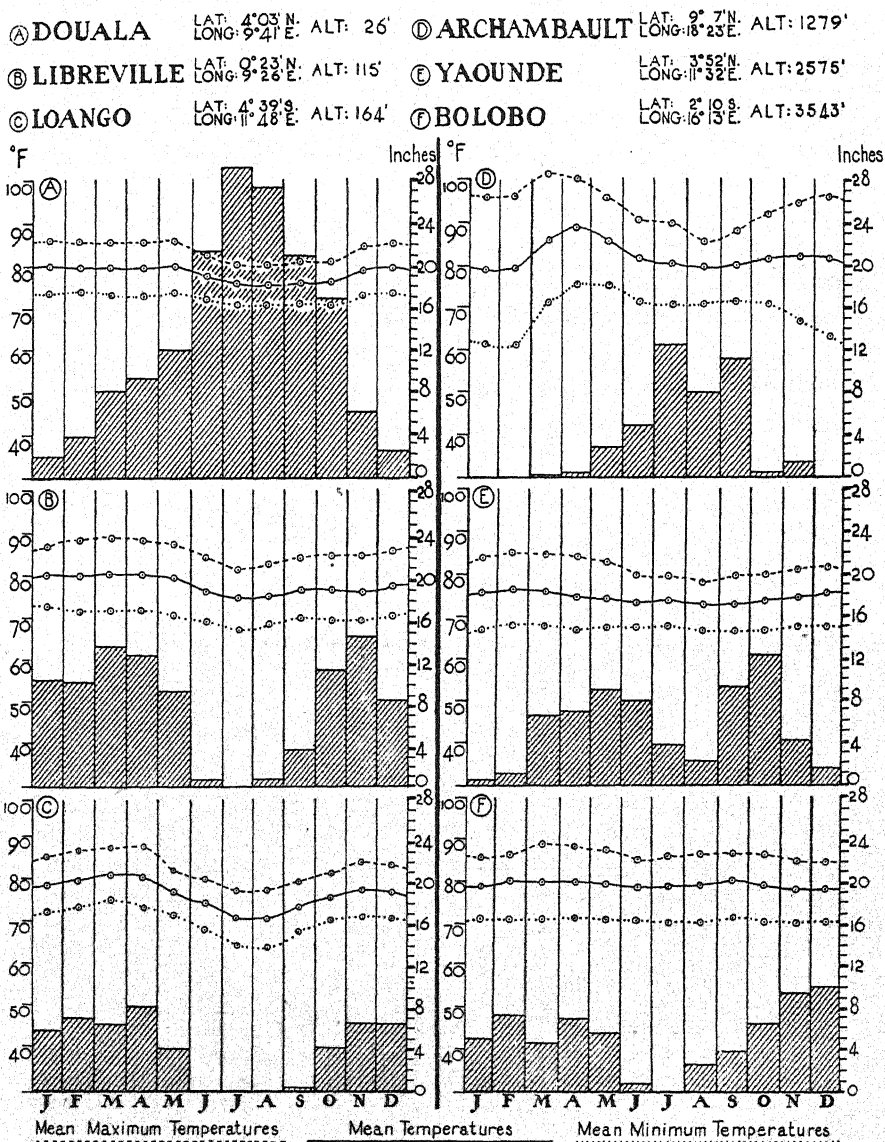 Ⓐ DOUALA LAT: 4°03' N. LONG: 9°41' E. ALT: 26'
Ⓓ ARCHAMBAULT LAT: 9° 7' N. LONG: 18°23' E. ALT: 1279'
Ⓑ LIBREVILLE LAT: 0°23' N. LONG: 9°26' E. ALT: 115'
Ⓔ YAOUNDE LAT: 3°52' N. LONG: 11°32' E. ALT: 2575'
Ⓒ LOANGO LAT: 4°39' S. LONG: 11°48' E. ALT: 164'
Ⓕ BOLOBO LAT: 2°10 S. LONG: 16°13' E. ALT: 3543'
°F Inches °F Inches
Ⓐ
100 90 80 70 60 50 40
28 24 20 16 12 8 4 0
Ⓓ
100 90 80 70 60 50 40
28 24 20 16 12 8 4 0
Ⓑ
100 90 80 70 60 50 40
28 24 20 16 12 8 4 0
Ⓔ
100 90 80 70 60 50 40
28 24 20 16 12 8 4 0
Ⓒ
100 90 80 70 60 50 40
28 24 20 16 12 8 4 0
Ⓕ
100 90 80 70 60 50 40
28 24 20 16 12 8 4 0
J F M A M J J A S O N D J F M A M J J A S O N D
Mean Maximum Temperatures Mean Temperatures Mean Minimum Temperatures